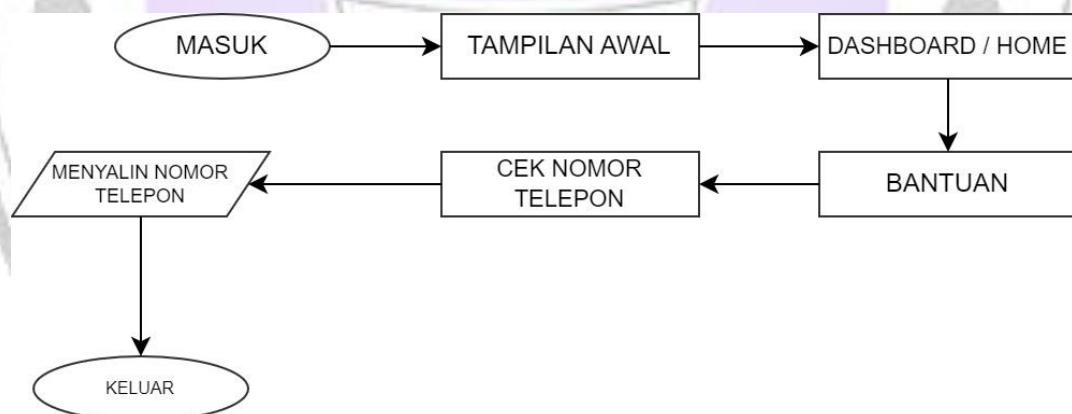 MASUK
TAMPILAN AWAL
DASHBOARD / HOME
BANTUAN
CEK NOMOR
TELEPON
MENYALIN NOMOR
TELEPON
KELUAR